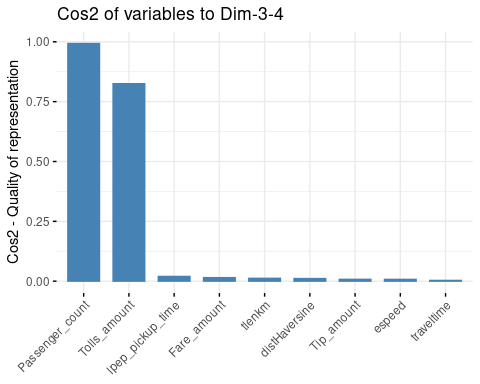 Cos2 of variables to Dim-3-4
Cos2 - Quality of representation
1.00
0.75
0.50
0.25
0.00
Passenger_count
Tolls_amount
lpep_pickup_time
Fare_amount
tlenkm
distHaversine
Tip_amount
espeed
traveltime